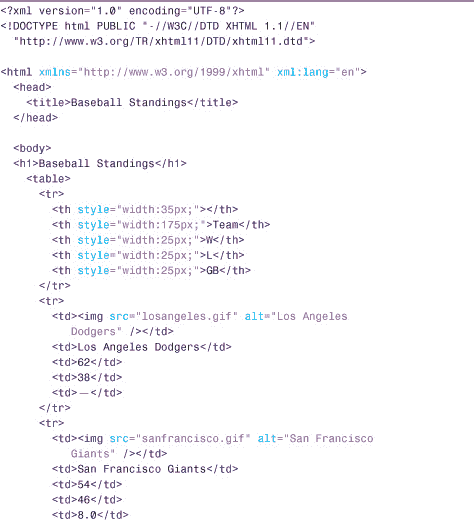 <?xml version="1.0" encoding="UTF-8"?>
<!DOCTYPE html PUBLIC "-//W3C//DTD XHTML 1.1//EN"
  "http://www.w3.org/TR/xhtml11/DTD/xhtml11.dtd">

<html xmlns="http://www.w3.org/1999/xhtml" xml:lang="en">
  <head>
    <title>Baseball Standings</title>
  </head>

  <body>
  <h1>Baseball Standings</h1>
    <table>
      <tr>
        <th style="width:35px;"></th>
        <th style="width:175px;">Team</th>
        <th style="width:25px;">W</th>
        <th style="width:25px;">L</th>
        <th style="width:25px;">GB</th>
      </tr>
      <tr>
        <td><img src="losangeles.gif" alt="Los Angeles
           Dodgers" /></td>
        <td>Los Angeles Dodgers</td>
        <td>62</td>
        <td>38</td>
        <td>—</td>
      </tr>
      <tr>
        <td><img src="sanfrancisco.gif" alt="San Francisco
           Giants" /></td>
        <td>San Francisco Giants</td>
        <td>54</td>
        <td>46</td>
        <td>8.0</td>